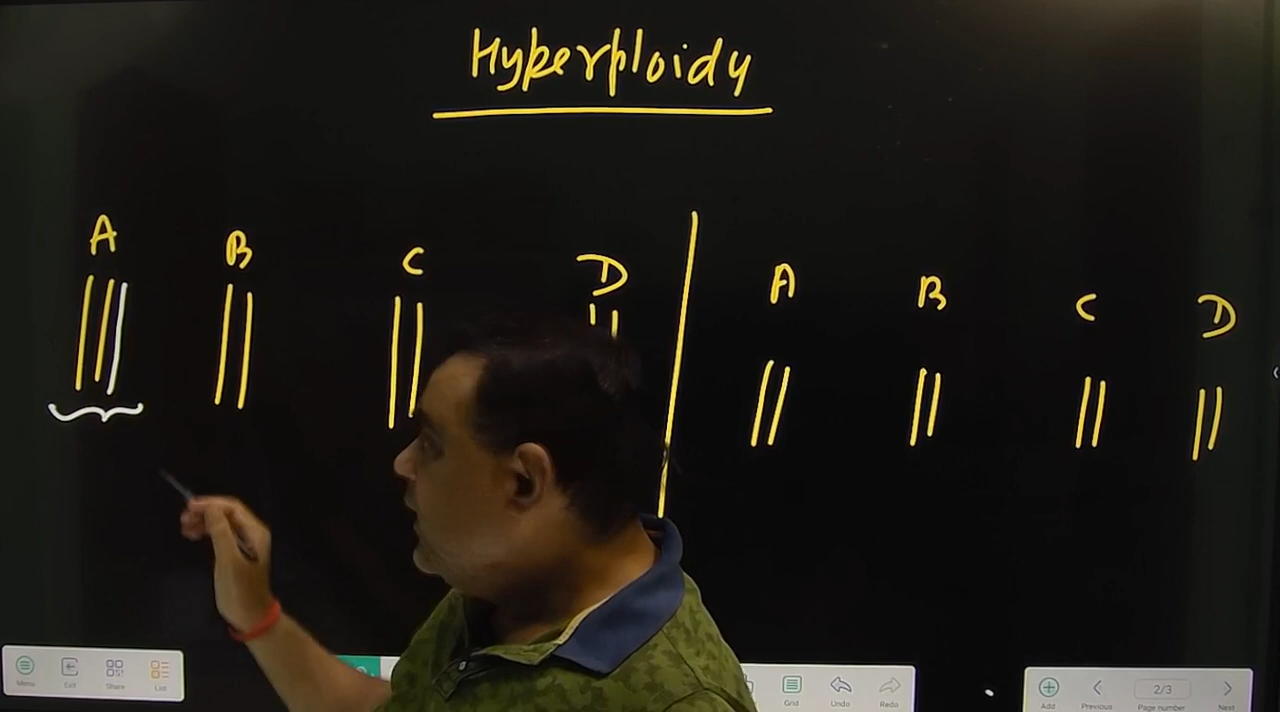 Hyperploidy
A B C D A B C D
Menu Exit Share List Grid Undo Redo Add Previous 2/3 Page number Next